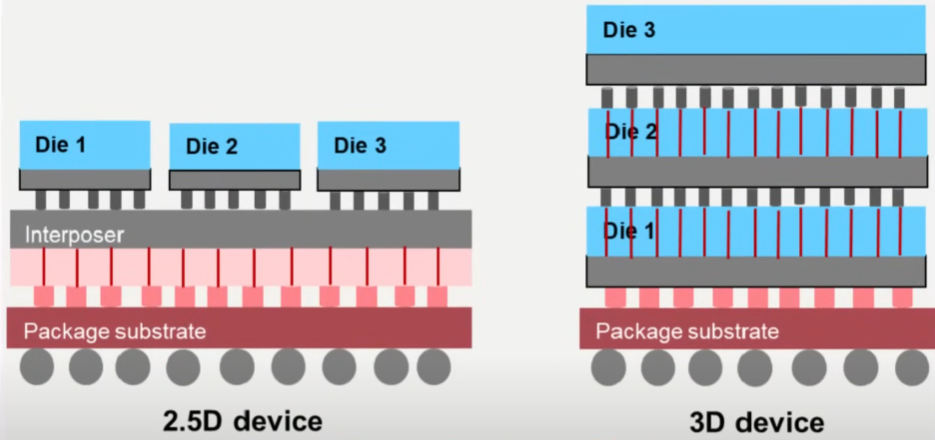 Die 1
Die 2
Die 3
Interposer
Package substrate
2.5D device
Die 3
Die 2
Die 1
Package substrate
3D device